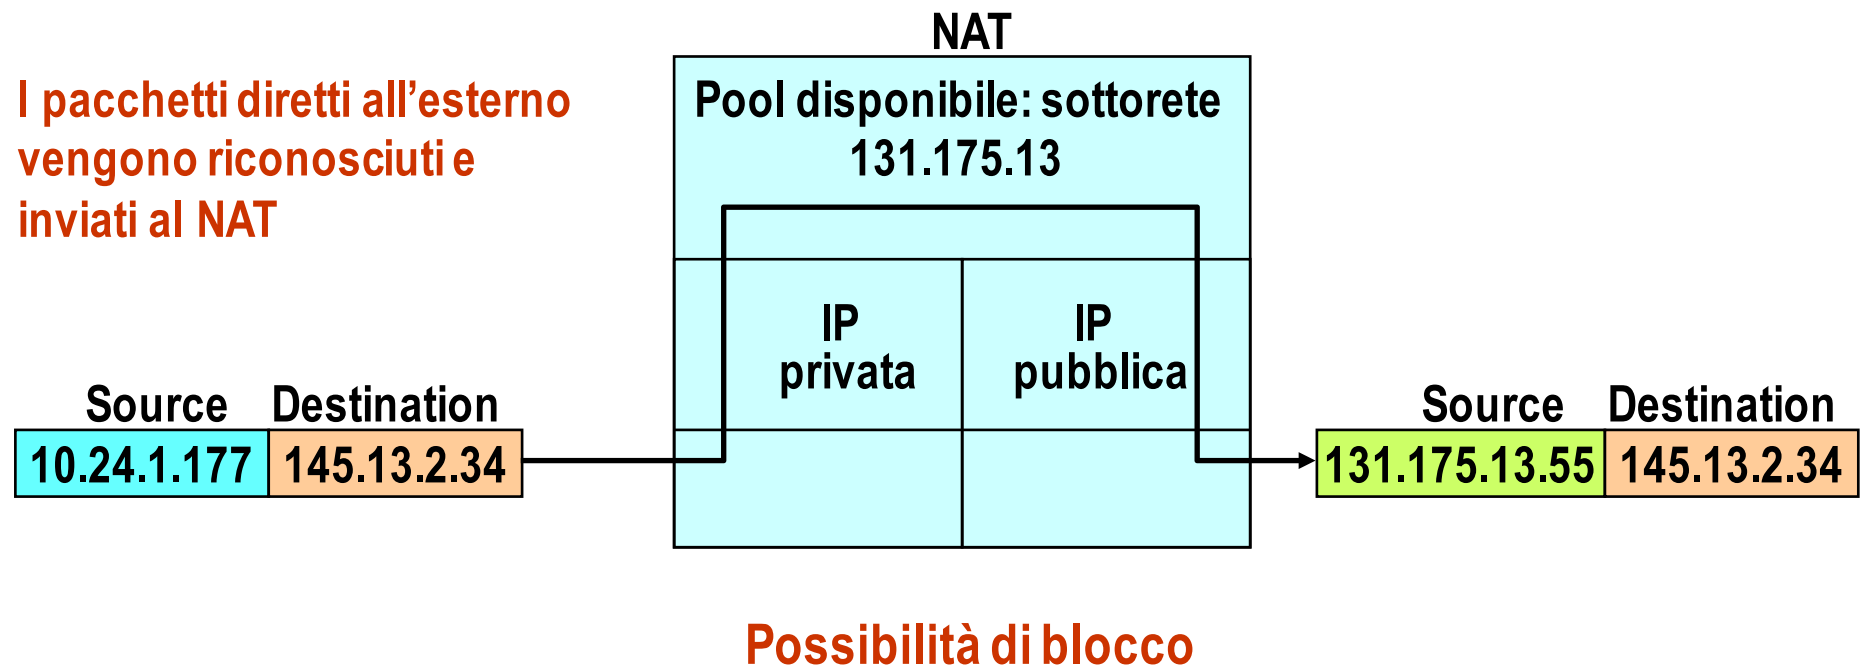 NAT
I pacchetti diretti all’esterno
vengono riconosciuti e
inviati al NAT
Pool disponibile: sottorete
131.175.13
IP
privata
IP
pubblica
Source Destination
10.24.1.177 145.13.2.34
Source Destination
131.175.13.55 145.13.2.34
Possibilità di blocco